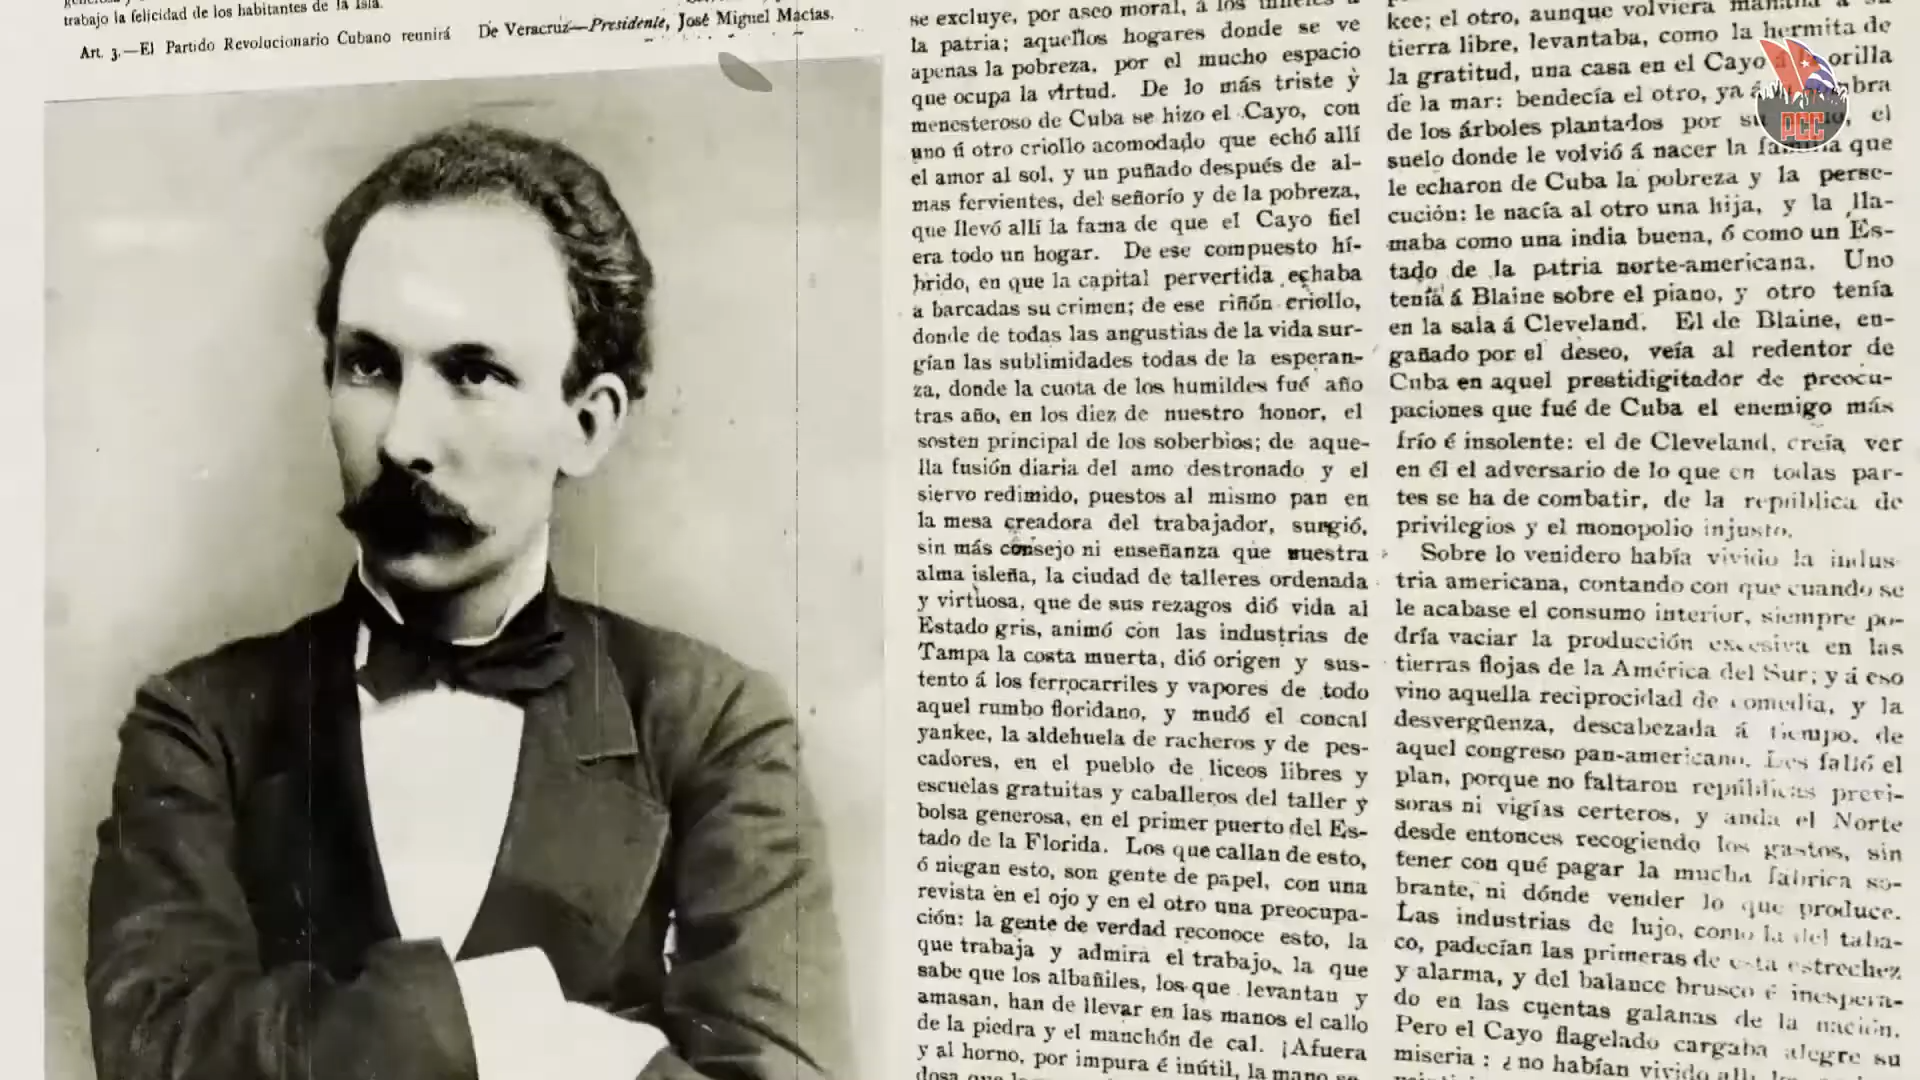 trabajo la felicidad de los habitantes de la Isla.
Art. 3.—El Partido Revolucionario Cubano reunirá
De Veracruz—Presidente, José Miguel Macías.
se excluye, por aseo moral, á los
la patria; aquellos hogares donde se ve
apenas la pobreza, por el mucho espacio
que ocupa la virtud. De lo más triste y
menesteroso de Cuba se hizo el Cayo, con
uno ú otro criollo acomodado que echó allí
el amor al sol, y un puñado después de al-
mas fervientes, del señorío y de la pobreza,
que llevó allí la fama de que el Cayo fiel
era todo un hogar. De ese compuesto hí-
brido, en que la capital pervertida echaba
a barcadas su crimen; de ese riñón criollo,
donde de todas las angustias de la vida sur-
gían las sublimidades todas de la esperan-
za, donde la cuota de los humildes fué año
tras año, en los diez de nuestro honor, el
sosten principal de los soberbios; de aque-
lla fusión diaria del amo destronado y el
siervo redimido, puestos al mismo pan en
la mesa creadora del trabajador, surgió,
sin más consejo ni enseñanza que nuestra
alma isleña, la ciudad de talleres ordenada
y virtuosa, que de sus rezagos dió vida al
Estado gris, animó con las industrias de
Tampa la costa muerta, dió origen y sus-
tento á los ferrocarriles y vapores de todo
aquel rumbo floridano, y mudó el concal
yankee, la aldehuela de racheros y de pes-
cadores, en el pueblo de liceos libres y
escuelas gratuitas y caballeros del taller y
bolsa generosa, en el primer puerto del Es-
tado de la Florida. Los que callan de esto,
ó niegan esto, son gente de papel, con una
revista en el ojo y en el otro una preocupa-
ción: la gente de verdad reconoce esto, la
que trabaja y admira el trabajo, la que
sabe que los albañiles, los que levantan y
amasan, han de llevar en las manos el callo
de la piedra y el manchón de cal. ¡Afuera
y al horno, por impura é inútil, la mano se-
dosa que
kee; el otro, aunque volviera mañana á su
tierra libre, levantaba, como la hermita de
la gratitud, una casa en el Cayo á orilla
de la mar: bendecía el otro, ya á
de los árboles plantados por su el
suelo donde le volvió á nacer la familia que
le echaron de Cuba la pobreza y la perse-
cución: le nacía al otro una hija, y la lla-
maba como una india buena, ó como un Es-
tado de la patria norte-americana. Uno
tenía á Blaine sobre el piano, y otro tenía
en la sala á Cleveland. El de Blaine, en-
gañado por el deseo, veía al redentor de
Cuba en aquel prestidigitador de preocu-
paciones que fué de Cuba el enemigo más
frío é insolente: el de Cleveland, creía ver
en él el adversario de lo que en todas par-
tes se ha de combatir, de la república de
privilegios y el monopolio injusto.
Sobre lo venidero había vivido la indus-
tria americana, contando con que cuando se
le acabase el consumo interior, siempre po-
dría vaciar la producción excesiva en las
tierras flojas de la América del Sur; y á eso
vino aquella reciprocidad de comedia, y la
desvergüenza, descabezada á tiempo, de
aquel congreso pan-americano. Les falló el
plan, porque no faltaron repúblicas previ-
soras ni vigías certeros, y anda el Norte
desde entonces recogiendo los gastos, sin
tener con qué pagar la mucha fábrica so-
brante, ni dónde vender lo que produce.
Las industrias de lujo, como la del taba-
co, padecían las primeras de esta estrechez
y alarma, y del balance brusco é inespera-
do en las cuentas galanas de la nación.
Pero el Cayo flagelado cargaba alegre su
miseria: ¿no habían vivido allí
PCC